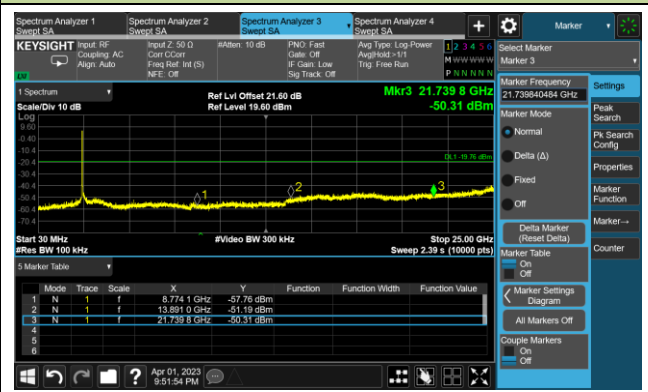 Spectrum Analyzer 1
Swept SA
Spectrum Analyzer 2
Swept SA
Spectrum Analyzer 3
Swept SA
Spectrum Analyzer 4
Swept SA
+
Marker
KEYSIGHT
Input: RF
Coupling: AC
Align: Auto
Input Z: 50 Ω
Corr CCorr
Freq Ref: Int (S)
NFE: Off
#Atten: 10 dB
PNO: Fast
Gate: Off
IF Gain: Low
Sig Track: Off
Avg Type: Log-Power
Avg|Hold:>1/1
Trig: Free Run
1 2 3 4 5 6
M W W W W W
P N N N N N
LXI
Select Marker
Marker 3
1 Spectrum
Scale/Div 10 dB
Ref Lvl Offset 21.60 dB
Ref Level 19.60 dBm
Mkr3 21.739 8 GHz
-50.31 dBm
Log
9.60
-0.40
-10.4
-20.4
-30.4
-40.4
-50.4
-60.4
-70.4
DL1 -19.76 dBm
1
2
3
Start 30 MHz
#Res BW 100 kHz
#Video BW 300 kHz
Stop 25.00 GHz
Sweep 2.39 s (10000 pts)
5 Marker Table
Mode Trace Scale X Y Function Function Width Function Value
1 N 1 f 8.774 1 GHz -57.76 dBm
2 N 1 f 13.891 0 GHz -51.19 dBm
3 N 1 f 21.739 8 GHz -50.31 dBm
4
5
6
Marker Frequency
21.739840484 GHz
Marker Mode
Normal
Delta (Δ)
Fixed
Off
Delta Marker
(Reset Delta)
Marker Table
On
Off
Marker Settings
Diagram
All Markers Off
Couple Markers
On
Off
Settings
Peak
Search
Pk Search
Config
Properties
Marker
Function
Marker→
Counter
?
Apr 01, 2023
9:51:54 PM